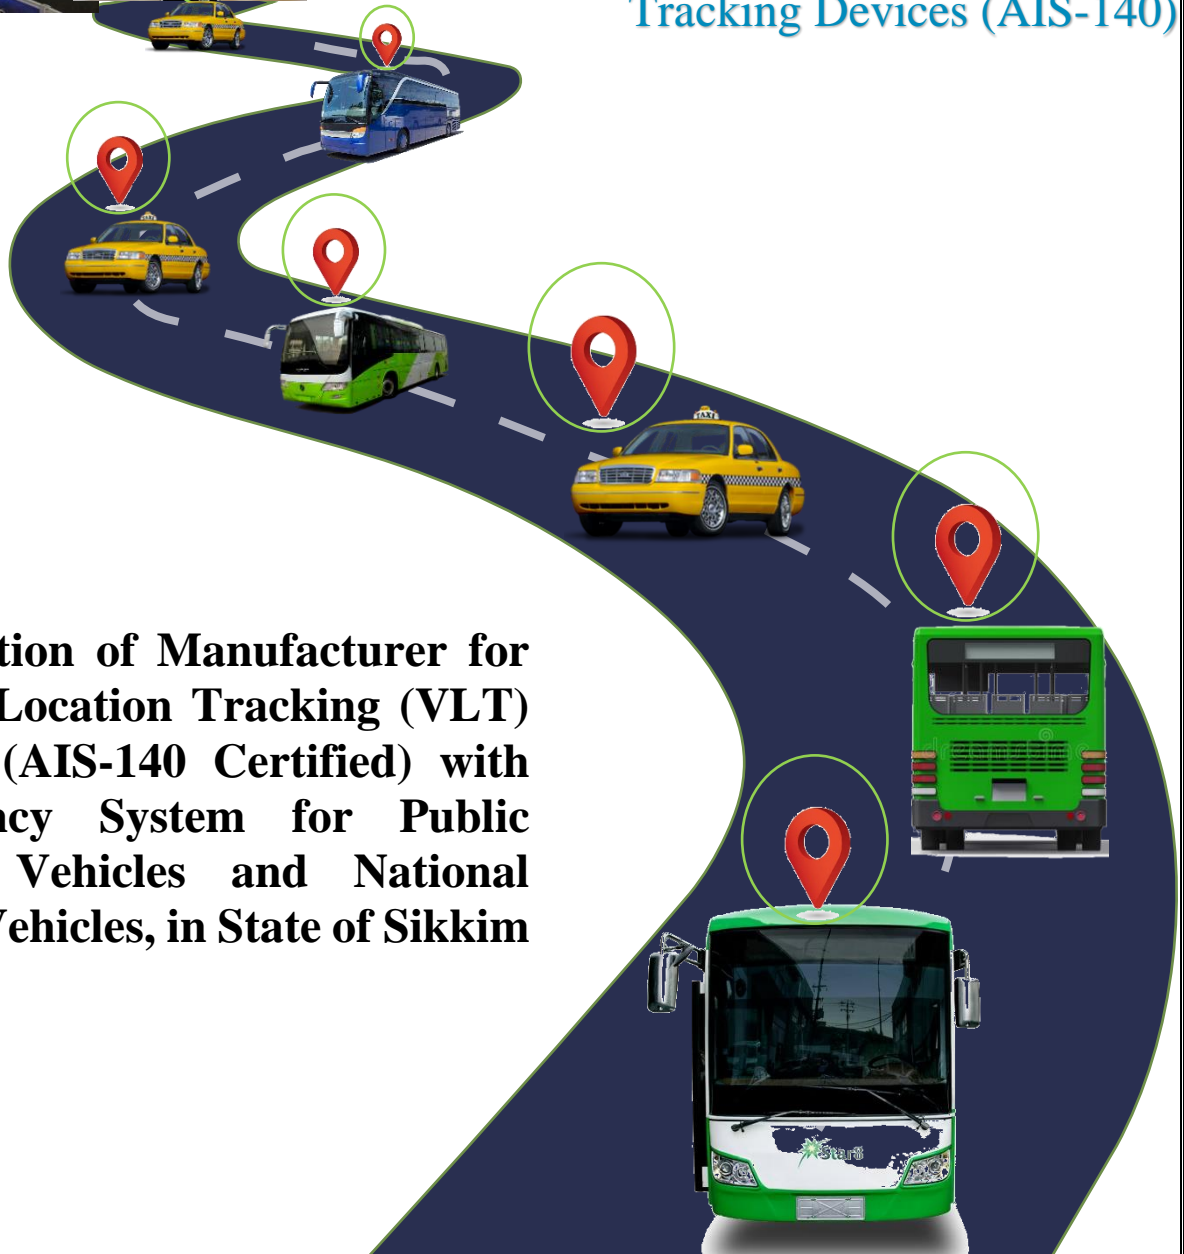 Tracking Devices (AIS-140)
TAXI
tion of Manufacturer for
Location Tracking (VLT)
(AIS-140 Certified) with
ncy System for Public
Vehicles and National
Vehicles, in State of Sikkim
dreamstime
Star8